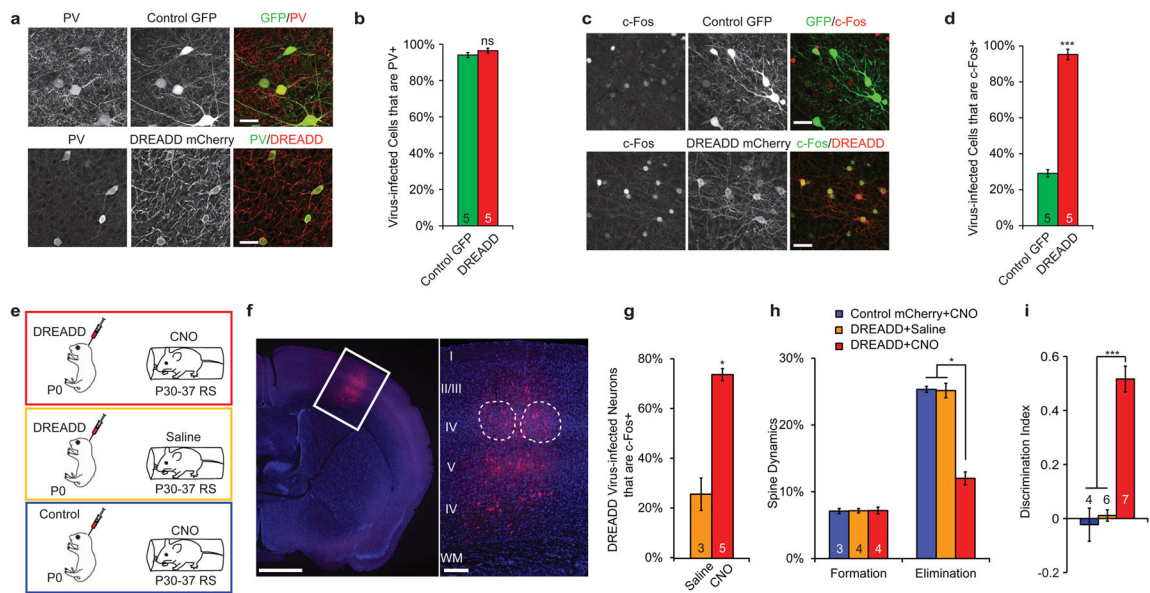 a
PV
Control GFP
GFP/PV
PV
DREADD mCherry
PV/DREADD
b
Virus-infected Cells that are PV+
100%
80%
60%
40%
20%
0%
ns
5
5
Control GFP
DREADD
c
c-Fos
Control GFP
GFP/c-Fos
c-Fos
DREADD mCherry
c-Fos/DREADD
d
Virus-infected Cells that are c-Fos+
100%
80%
60%
40%
20%
0%
***
5
5
Control GFP
DREADD
e
DREADD
CNO
P0
P30-37 RS
DREADD
Saline
P0
P30-37 RS
Control
CNO
P0
P30-37 RS
f
I
II/III
IV
V
IV
WM
g
DREADD Virus-infected Neurons
that are c-Fos+
80%
60%
40%
20%
0%
*
3
5
Saline
CNO
h
Control mCherry+CNO
DREADD+Saline
DREADD+CNO
Spine Dynamics
30%
20%
10%
0%
*
3
4
4
Formation
Elimination
i
Discrimination Index
0.6
0.4
0.2
0
-0.2
***
4
6
7